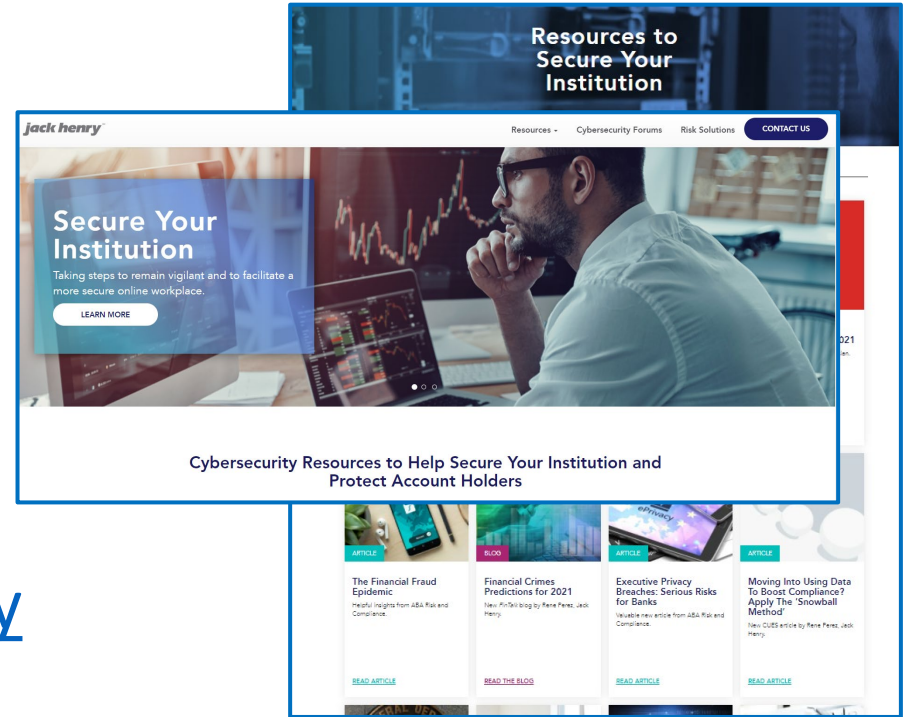 Resources to
Secure Your
Institution
jack henry™
Resources
Cybersecurity Forums
Risk Solutions
CONTACT US
Secure Your
Institution
Taking steps to remain vigilant and to facilitate a
more secure online workplace.
LEARN MORE
Cybersecurity Resources to Help Secure Your Institution and
Protect Account Holders
021
ePrivacy
ARTICLE
The Financial Fraud
Epidemic
Helpful insights from ABA Risk and
Compliance.
READ ARTICLE
BLOG
Financial Crimes
Predictions for 2021
New FinTalk blog by Rene Perez, Jack
Henry.
READ THE BLOG
ARTICLE
Executive Privacy
Breaches: Serious Risks
for Banks
Valuable new article from ABA Risk and
Compliance.
READ ARTICLE
ARTICLE
Moving Into Using Data
To Boost Compliance?
Apply The ‘Snowball
Method’
New CUES article by Rene Perez, Jack
Henry.
READ ARTICLE
y